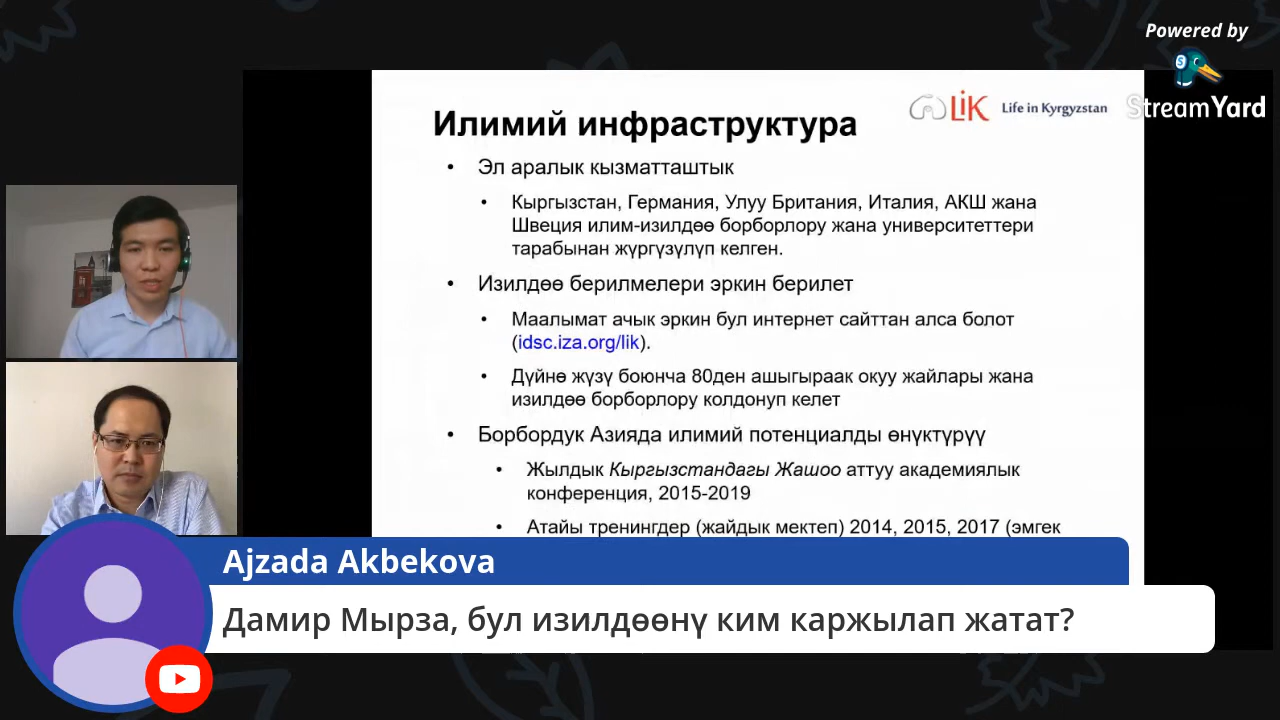 Powered by
StreamYard
LiK Life in Kyrgyzstan
Илимий инфраструктура
• Эл аралык кызматташтык
• Кыргызстан, Германия, Улуу Британия, Италия, АКШ жана
Швеция илим-изилдөө борборлору жана университеттери
тарабынан жүргүзүлүп келген.
• Изилдөө берилмелери эркин берилет
• Маалымат ачык эркин бул интернет сайттан алса болот
(idsc.iza.org/lik).
• Дүйнө жүзү боюнча 80ден ашыгыраак окуу жайлары жана
изилдөө борборлору колдонуп келет
• Борбордук Азияда илимий потенциалды өнүктүрүү
• Жылдык Кыргызстандагы Жашоо аттуу академиялык
конференция, 2015-2019
• Атайы тренингдер (жайдык мектеп) 2014, 2015, 2017 (эмгек
Ajzada Akbekova
Дамир Мырза, бул изилдөөнү ким каржылап жатат?